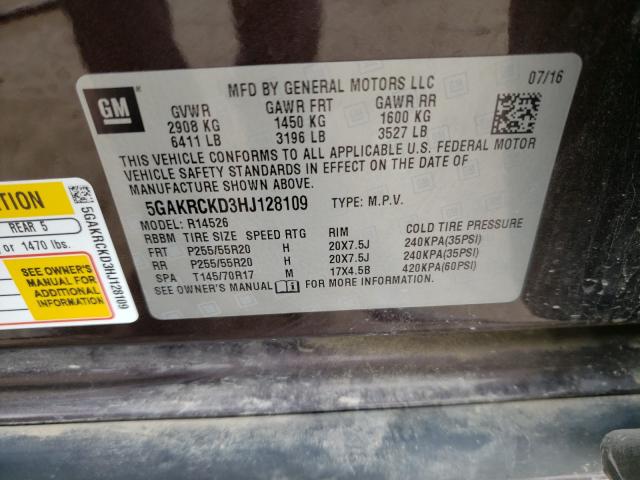 GM
MFD BY GENERAL MOTORS LLC
07/16
GVWR GAWR FRT GAWR RR
2908 KG 1450 KG 1600 KG
6411 LB 3196 LB 3527 LB
THIS VEHICLE CONFORMS TO ALL APPLICABLE U.S. FEDERAL MOTOR
VEHICLE SAFETY STANDARDS IN EFFECT ON THE DATE OF
MANUFACTURE SHOWN ABOVE.
5GAKRCKD3HJ128109 TYPE: M.P.V.
MODEL: R14526
RBBM TIRE SIZE SPEED RTG RIM COLD TIRE PRESSURE
FRT P255/55R20 H 20X7.5J 240KPA(35PSI)
RR P255/55R20 H 20X7.5J 240KPA(35PSI)
SPA T145/70R17 M 17X4.5B 420KPA(60PSI)
SEE OWNER'S MANUAL FOR MORE INFORMATION
REAR 5
or 1470 lbs.
SEE OWNER'S
MANUAL FOR
ADDITIONAL
INFORMATION
5GAKRCKD3HJ128109